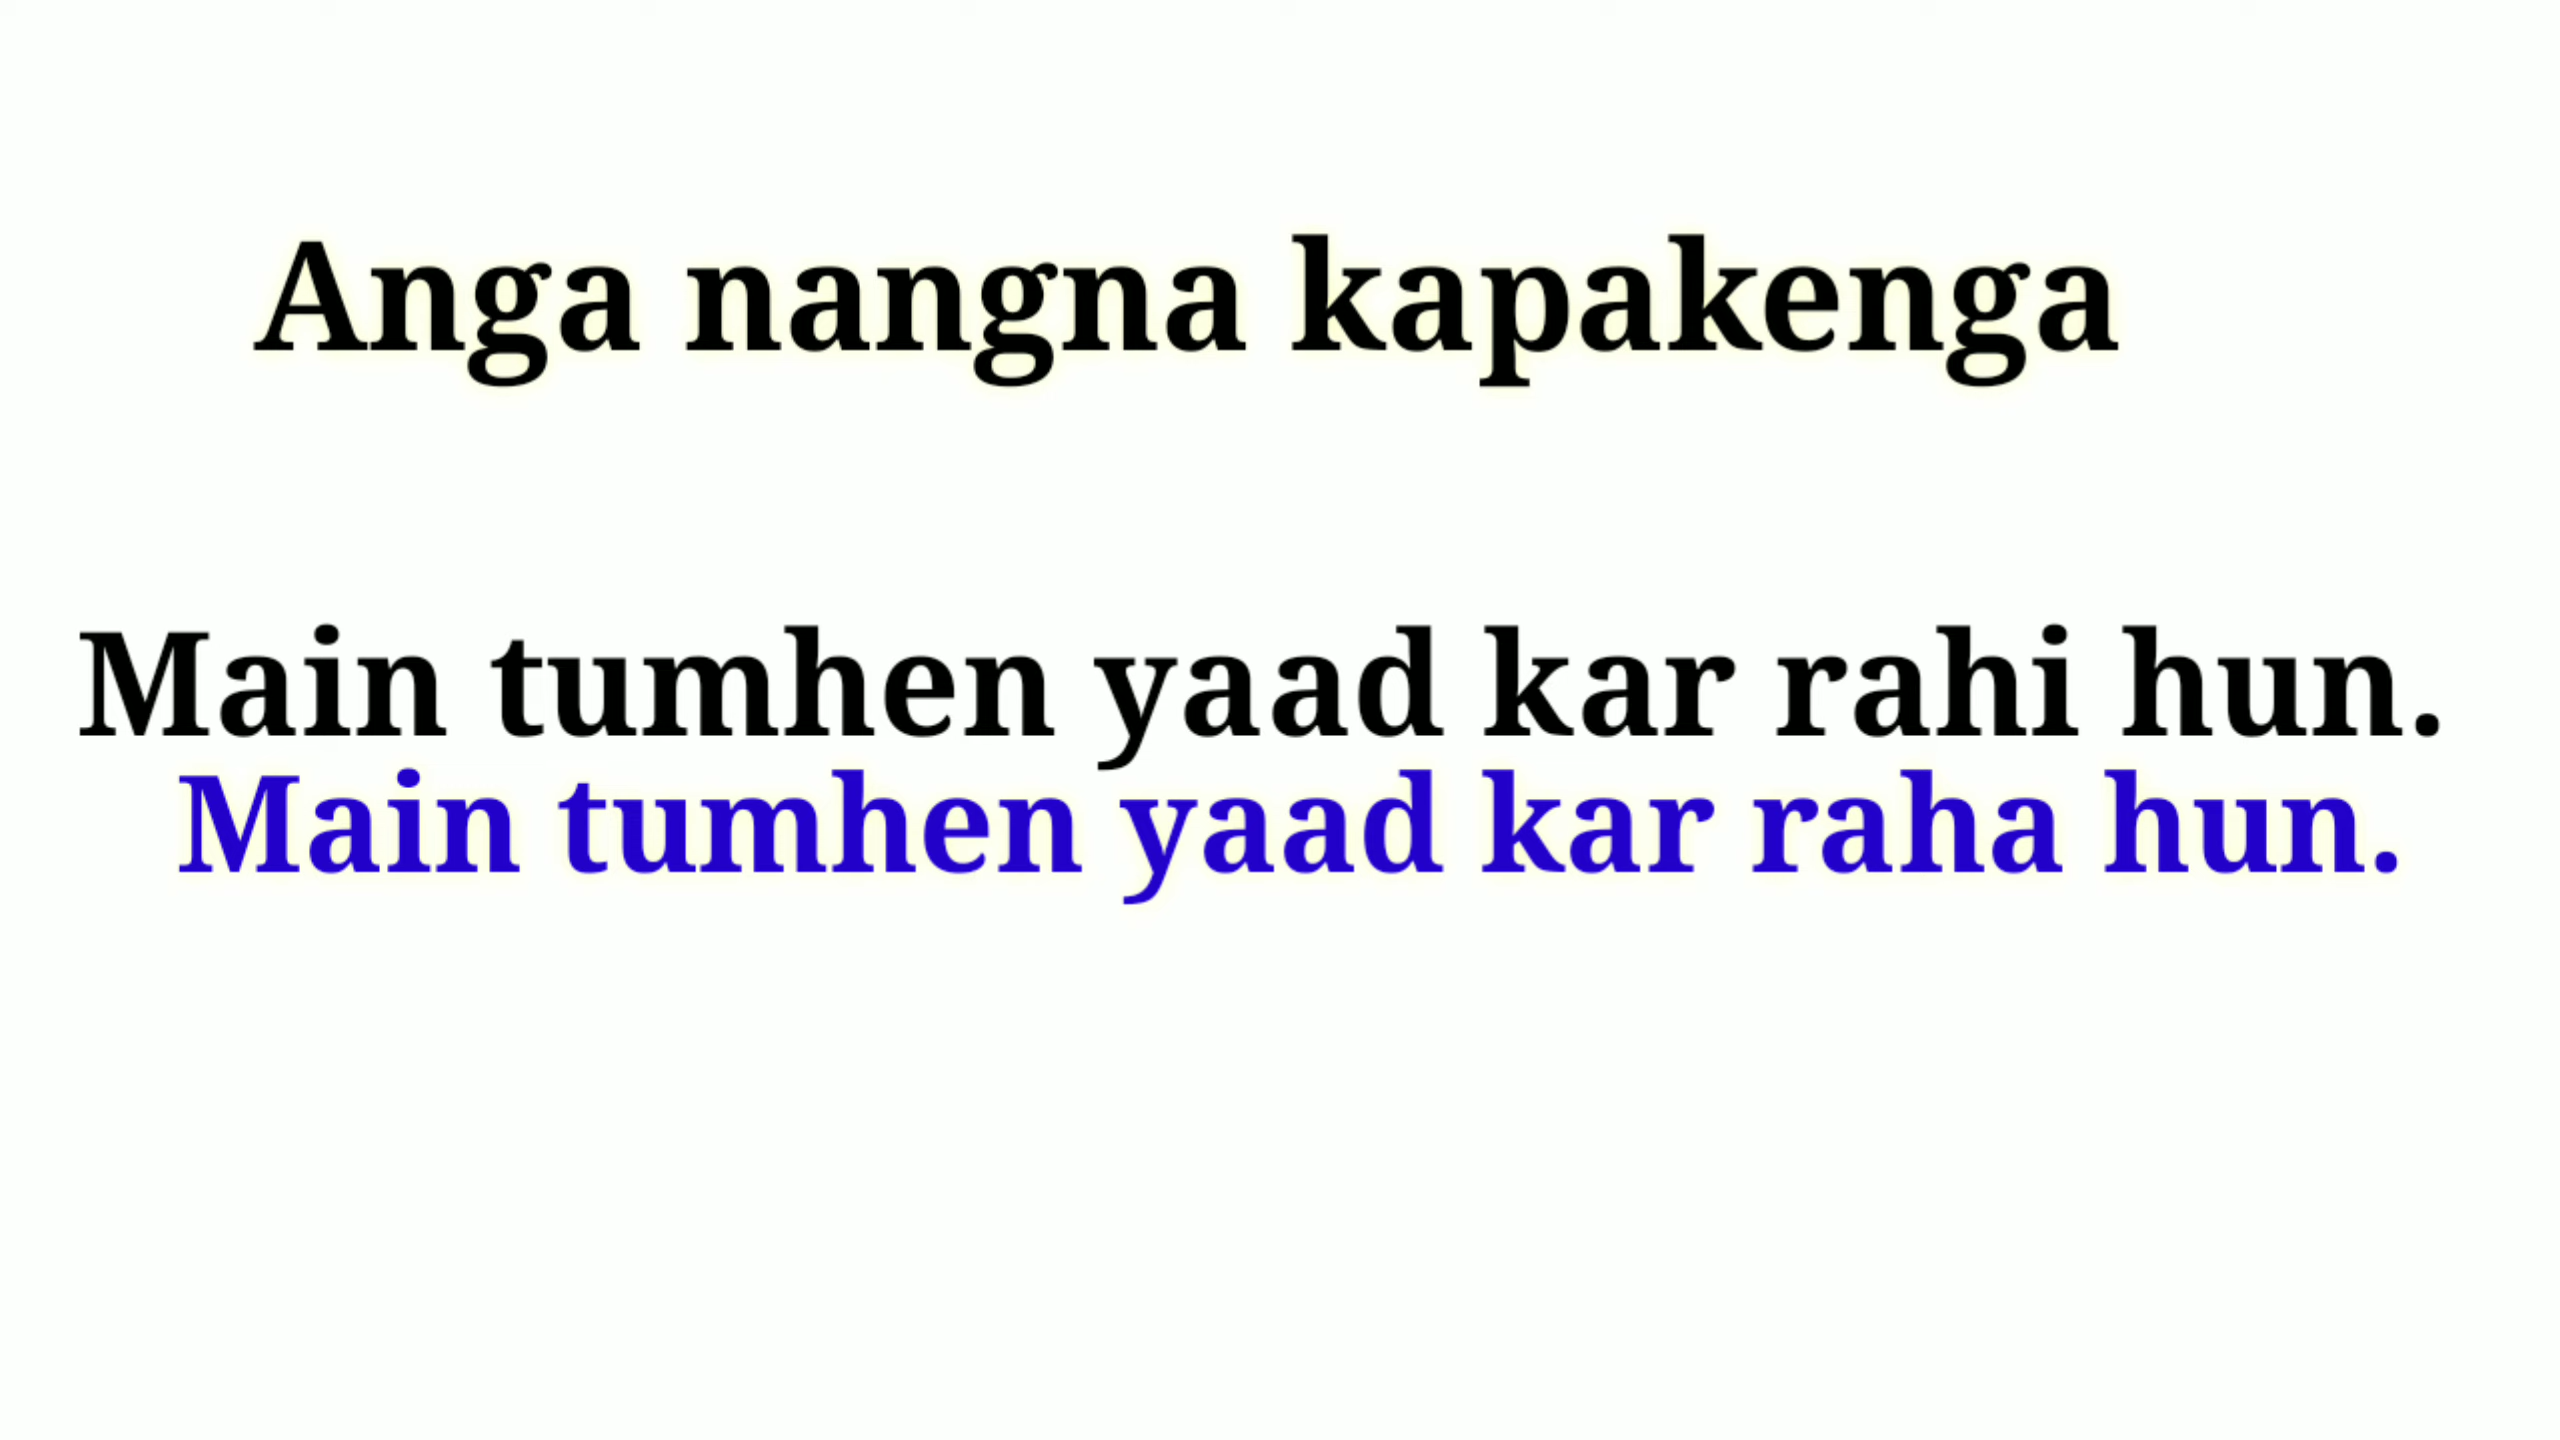 Anga nangna kapakenga
Main tumhen yaad kar rahi hun.
Main tumhen yaad kar raha hun.